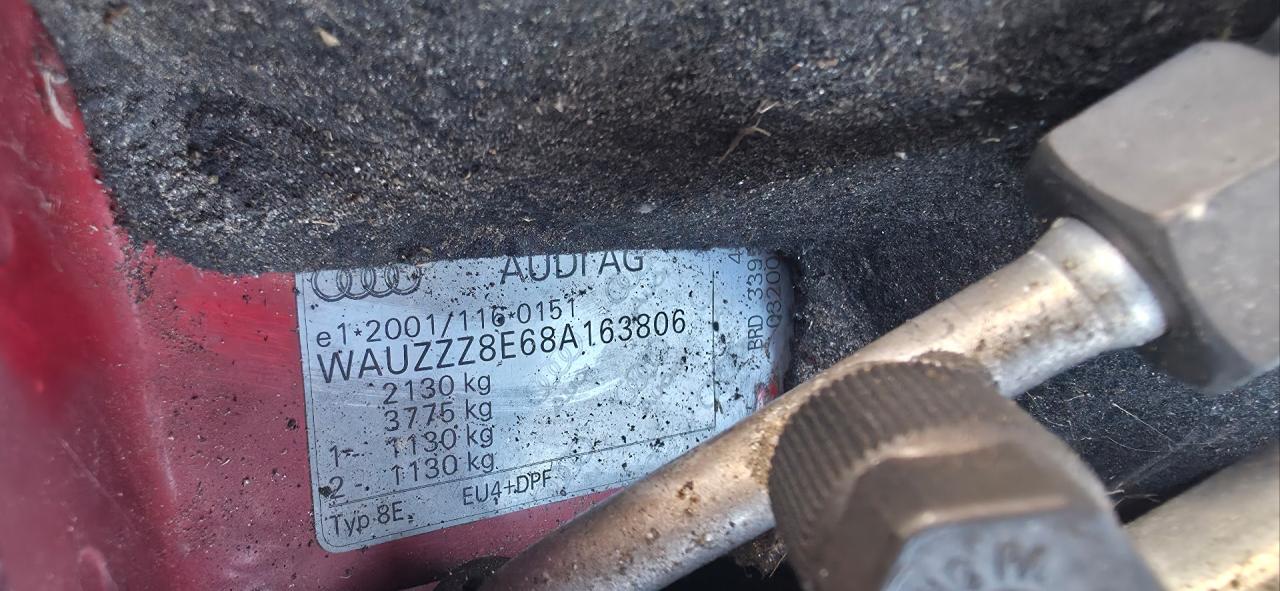 AUDI AG
e1*2001/116*0151
WAUZZZ8E68A163806
2130 kg
3775 kg
1- 1130 kg
2- 1130 kg
Typ 8E
EU4+DPF
BRD 339
03200